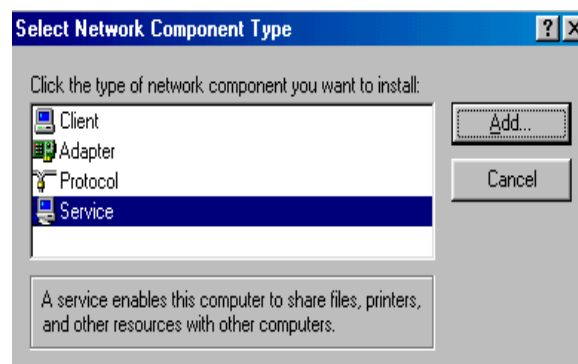 Select Network Component Type
Click the type of network component you want to install:
Client
Adapter
Protocol
Service
Add...
Cancel
A service enables this computer to share files, printers,
and other resources with other computers.